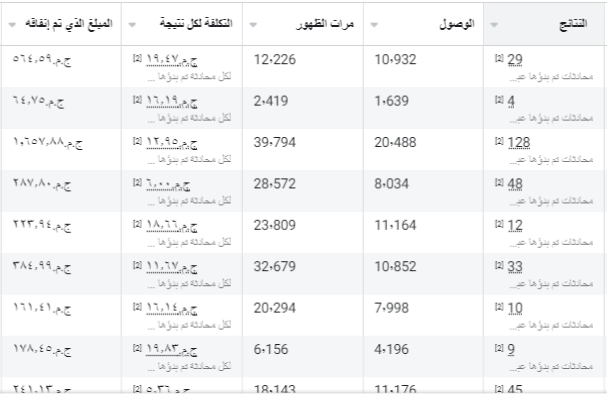 النتائج الوصول مرات الظهور التكلفة لكل نتيجة المبلغ الذي تم إنفاقه
29 [2] 10،932 12،226 ج.م.‏١٩٫٤٧ [2] ج.م.‏٥٦٤٫٥٩
محادثات تم بدؤها عبـ... لكل محادثة تم بدؤها ...
4 [2] 1،639 2،419 ج.م.‏١٦٫١٩ [2] ج.م.‏٦٤٫٧٥
محادثات تم بدؤها عبـ... لكل محادثة تم بدؤها ...
128 [2] 20،488 39،794 ج.م.‏١٢٫٩٥ [2] ج.م.‏١٬٦٥٧٫٨٨
محادثات تم بدؤها عبـ... لكل محادثة تم بدؤها ...
48 [2] 8،034 28،572 ج.م.‏٦٫٠٠ [2] ج.م.‏٢٨٧٫٨٠
محادثات تم بدؤها عبـ... لكل محادثة تم بدؤها ...
12 [2] 11،164 23،809 ج.م.‏١٨٫٦٦ [2] ج.م.‏٢٢٣٫٩٤
محادثات تم بدؤها عبـ... لكل محادثة تم بدؤها ...
33 [2] 10،852 32،679 ج.م.‏١١٫٦٧ [2] ج.م.‏٣٨٤٫٩٩
محادثات تم بدؤها عبـ... لكل محادثة تم بدؤها ...
10 [2] 7،998 20،294 ج.م.‏١٦٫١٤ [2] ج.م.‏١٦١٫٤١
محادثات تم بدؤها عبـ... لكل محادثة تم بدؤها ...
9 [2] 4،196 6،156 ج.م.‏١٩٫٨٣ [2] ج.م.‏١٧٨٫٤٥
محادثات تم بدؤها عبـ... لكل محادثة تم بدؤها ...
45 [2] 11،176 18،143 ج.م.‏٥٫٣٦ [2] ج.م.‏٢٤١٫١٣